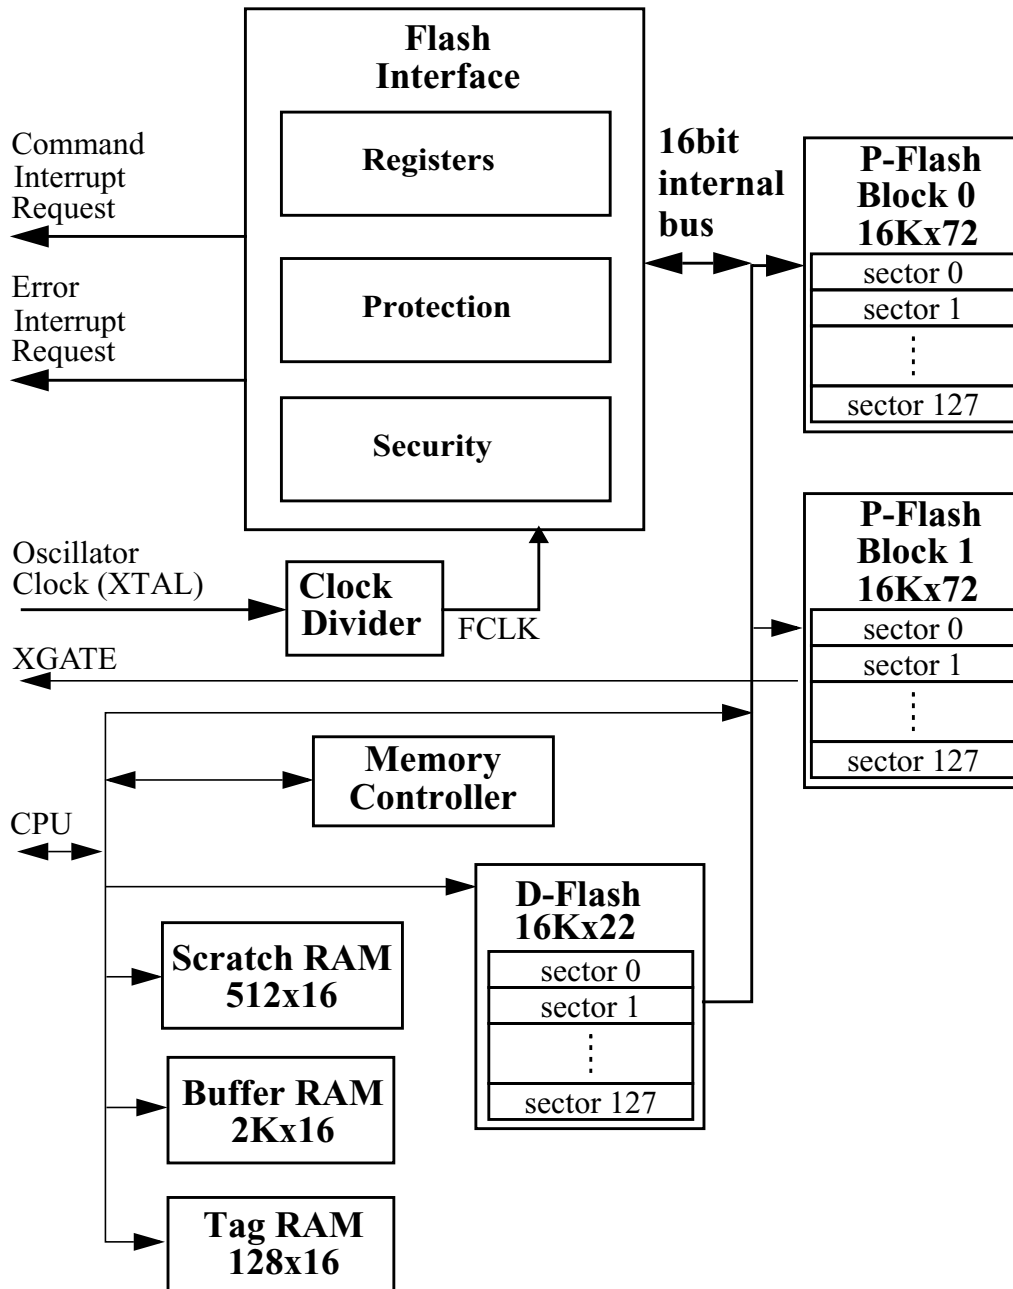 Flash
Interface
Registers
Protection
Security
Command
Interrupt
Request
Error
Interrupt
Request
16bit
internal
bus
P-Flash
Block 0
16Kx72
sector 0
sector 1
sector 127
P-Flash
Block 1
16Kx72
sector 0
sector 1
sector 127
Oscillator
Clock (XTAL)
Clock
Divider
FCLK
XGATE
Memory
Controller
CPU
D-Flash
16Kx22
sector 0
sector 1
sector 127
Scratch RAM
512x16
Buffer RAM
2Kx16
Tag RAM
128x16